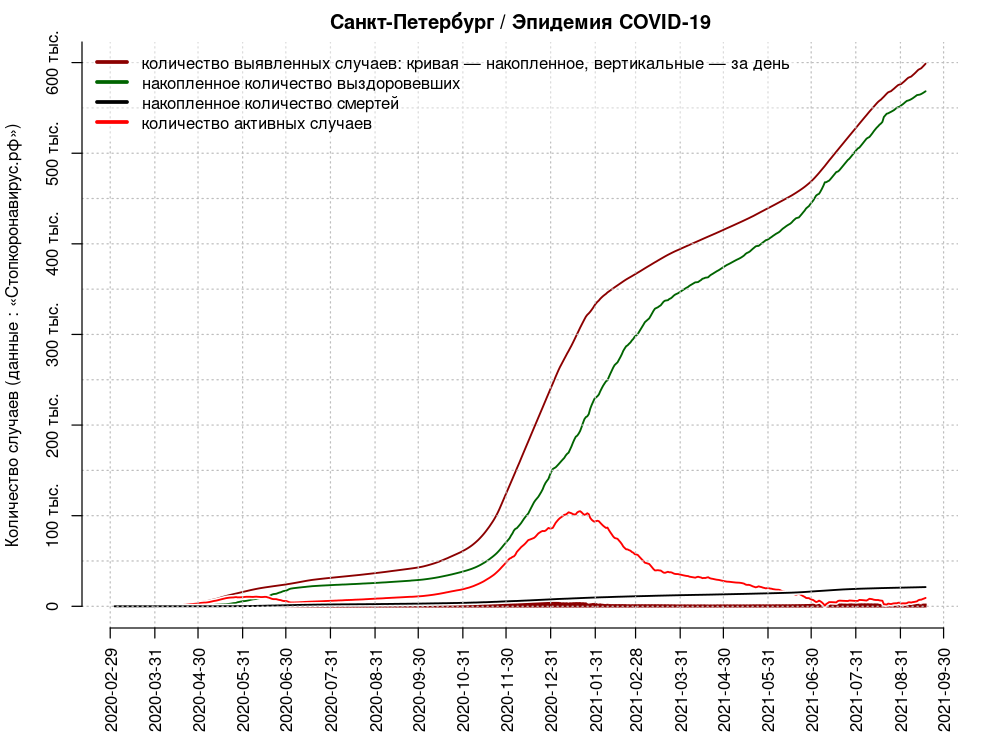 Санкт-Петербург / Эпидемия COVID-19
количество выявленных случаев: кривая — накопленное, вертикальные — за день
накопленное количество выздоровевших
накопленное количество смертей
количество активных случаев
Количество случаев (данные : «Стопкоронавирус.рф»)
600 тыс.
500 тыс.
400 тыс.
300 тыс.
200 тыс.
100 тыс.
0
2020-02-29
2020-03-31
2020-04-30
2020-05-31
2020-06-30
2020-07-31
2020-08-31
2020-09-30
2020-10-31
2020-11-30
2020-12-31
2021-01-31
2021-02-28
2021-03-31
2021-04-30
2021-05-31
2021-06-30
2021-07-31
2021-08-31
2021-09-30